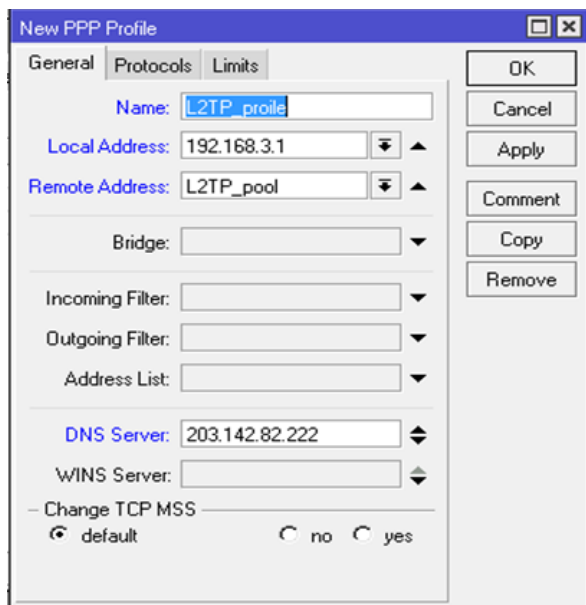 New PPP Profile
General Protocols Limits
Name: L2TP_proile
Local Address: 192.168.3.1
Remote Address: L2TP_pool
Bridge:
Incoming Filter:
Outgoing Filter:
Address List:
DNS Server: 203.142.82.222
WINS Server:
Change TCP MSS
default no yes
OK
Cancel
Apply
Comment
Copy
Remove